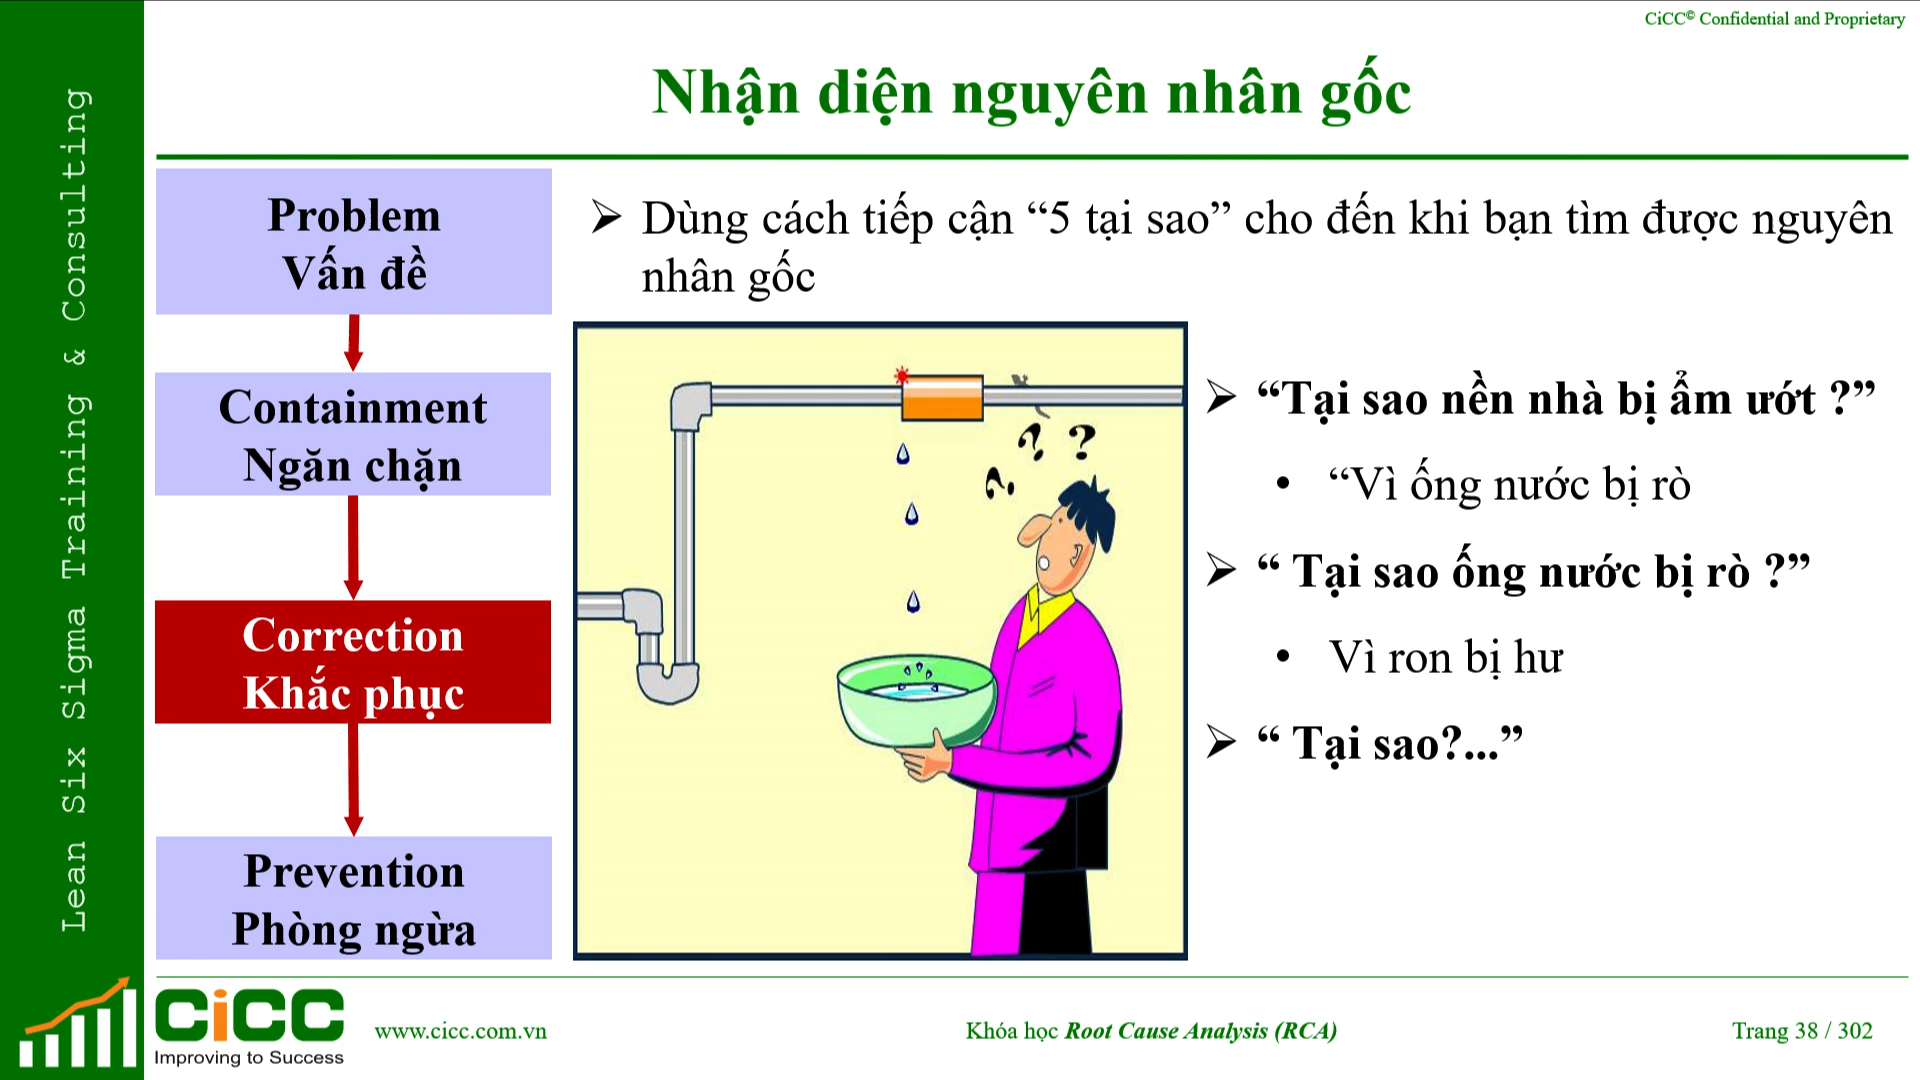 CiCC© Confidential and Proprietary
Nhận diện nguyên nhân gốc
Lean Six Sigma Training & Consulting
Problem
Vấn đề
Containment
Ngăn chặn
Correction
Khắc phục
Prevention
Phòng ngừa
Dùng cách tiếp cận “5 tại sao” cho đến khi bạn tìm được nguyên
nhân gốc
? ? ?
“Tại sao nền nhà bị ẩm ướt ?”
“Vì ống nước bị rò
“ Tại sao ống nước bị rò ?”
Vì ron bị hư
“ Tại sao?...”
CiCC
Improving to Success
www.cicc.com.vn
Khóa học Root Cause Analysis (RCA)
Trang 38 / 302